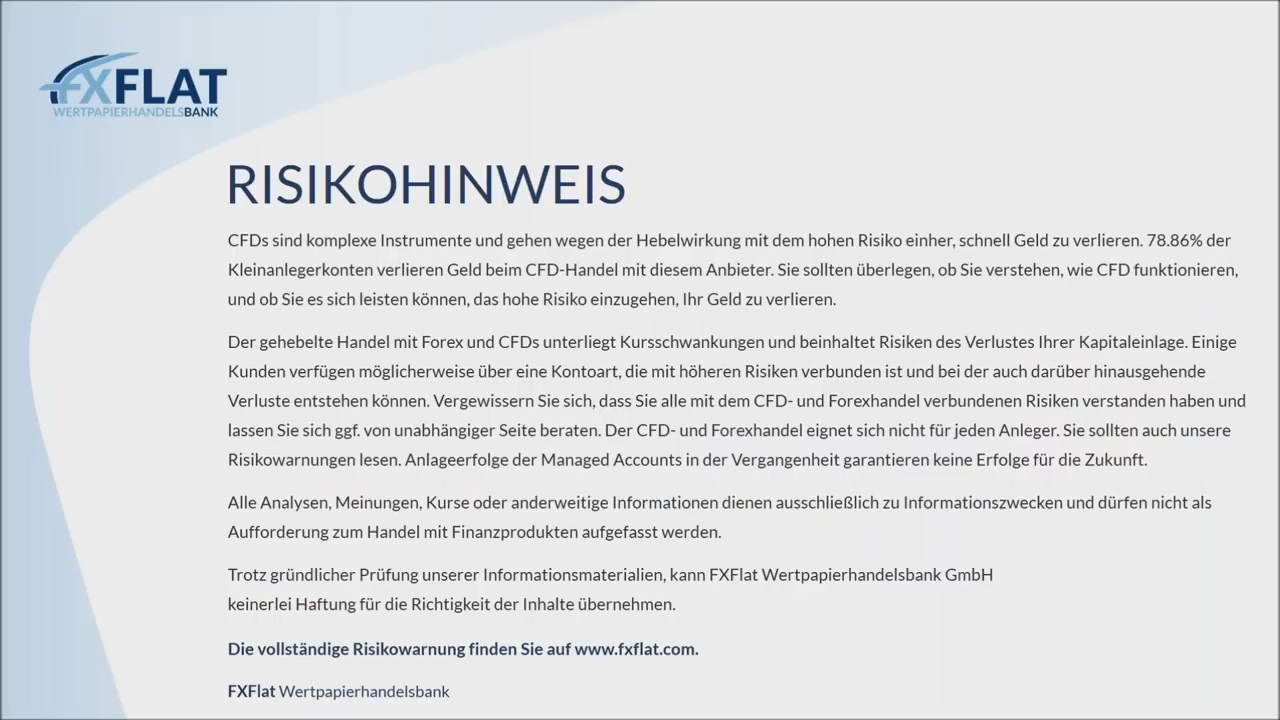 FXFLAT
WERTPAPIERHANDELSBANK
RISIKOHINWEIS
CFDs sind komplexe Instrumente und gehen wegen der Hebelwirkung mit dem hohen Risiko einher, schnell Geld zu verlieren. 78.86% der
Kleinanlegerkonten verlieren Geld beim CFD-Handel mit diesem Anbieter. Sie sollten überlegen, ob Sie verstehen, wie CFD funktionieren,
und ob Sie es sich leisten können, das hohe Risiko einzugehen, Ihr Geld zu verlieren.
Der gehebelte Handel mit Forex und CFDs unterliegt Kursschwankungen und beinhaltet Risiken des Verlustes Ihrer Kapitaleinlage. Einige
Kunden verfügen möglicherweise über eine Kontoart, die mit höheren Risiken verbunden ist und bei der auch darüber hinausgehende
Verluste entstehen können. Vergewissern Sie sich, dass Sie alle mit dem CFD- und Forexhandel verbundenen Risiken verstanden haben und
lassen Sie sich ggf. von unabhängiger Seite beraten. Der CFD- und Forexhandel eignet sich nicht für jeden Anleger. Sie sollten auch unsere
Risikowarnungen lesen. Anlageerfolge der Managed Accounts in der Vergangenheit garantieren keine Erfolge für die Zukunft.
Alle Analysen, Meinungen, Kurse oder anderweitige Informationen dienen ausschließlich zu Informationszwecken und dürfen nicht als
Aufforderung zum Handel mit Finanzprodukten aufgefasst werden.
Trotz gründlicher Prüfung unserer Informationsmaterialien, kann FXFlat Wertpapierhandelsbank GmbH
keinerlei Haftung für die Richtigkeit der Inhalte übernehmen.
Die vollständige Risikowarnung finden Sie auf www.fxflat.com.
FXFlat Wertpapierhandelsbank